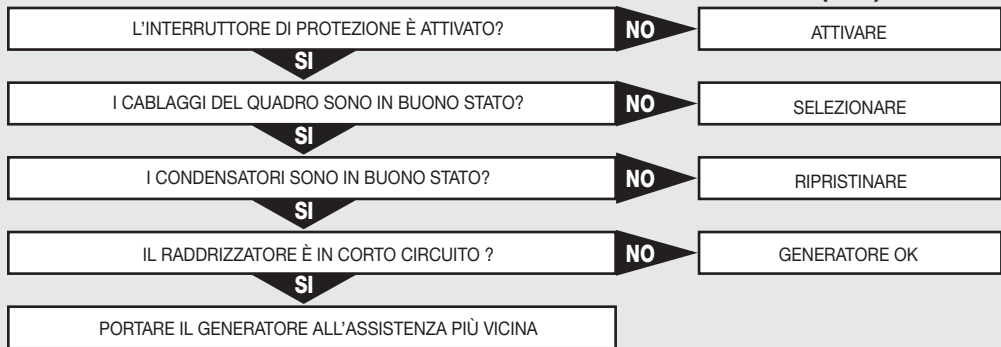 L'INTERRUTTORE DI PROTEZIONE È ATTIVATO? NO ATTIVARE
SI
I CABLAGGI DEL QUADRO SONO IN BUONO STATO? NO SELEZIONARE
SI
I CONDENSATORI SONO IN BUONO STATO? NO RIPRISTINARE
SI
IL RADDRIZZATORE È IN CORTO CIRCUITO ? NO GENERATORE OK
SI
PORTARE IL GENERATORE ALL'ASSISTENZA PIÙ VICINA